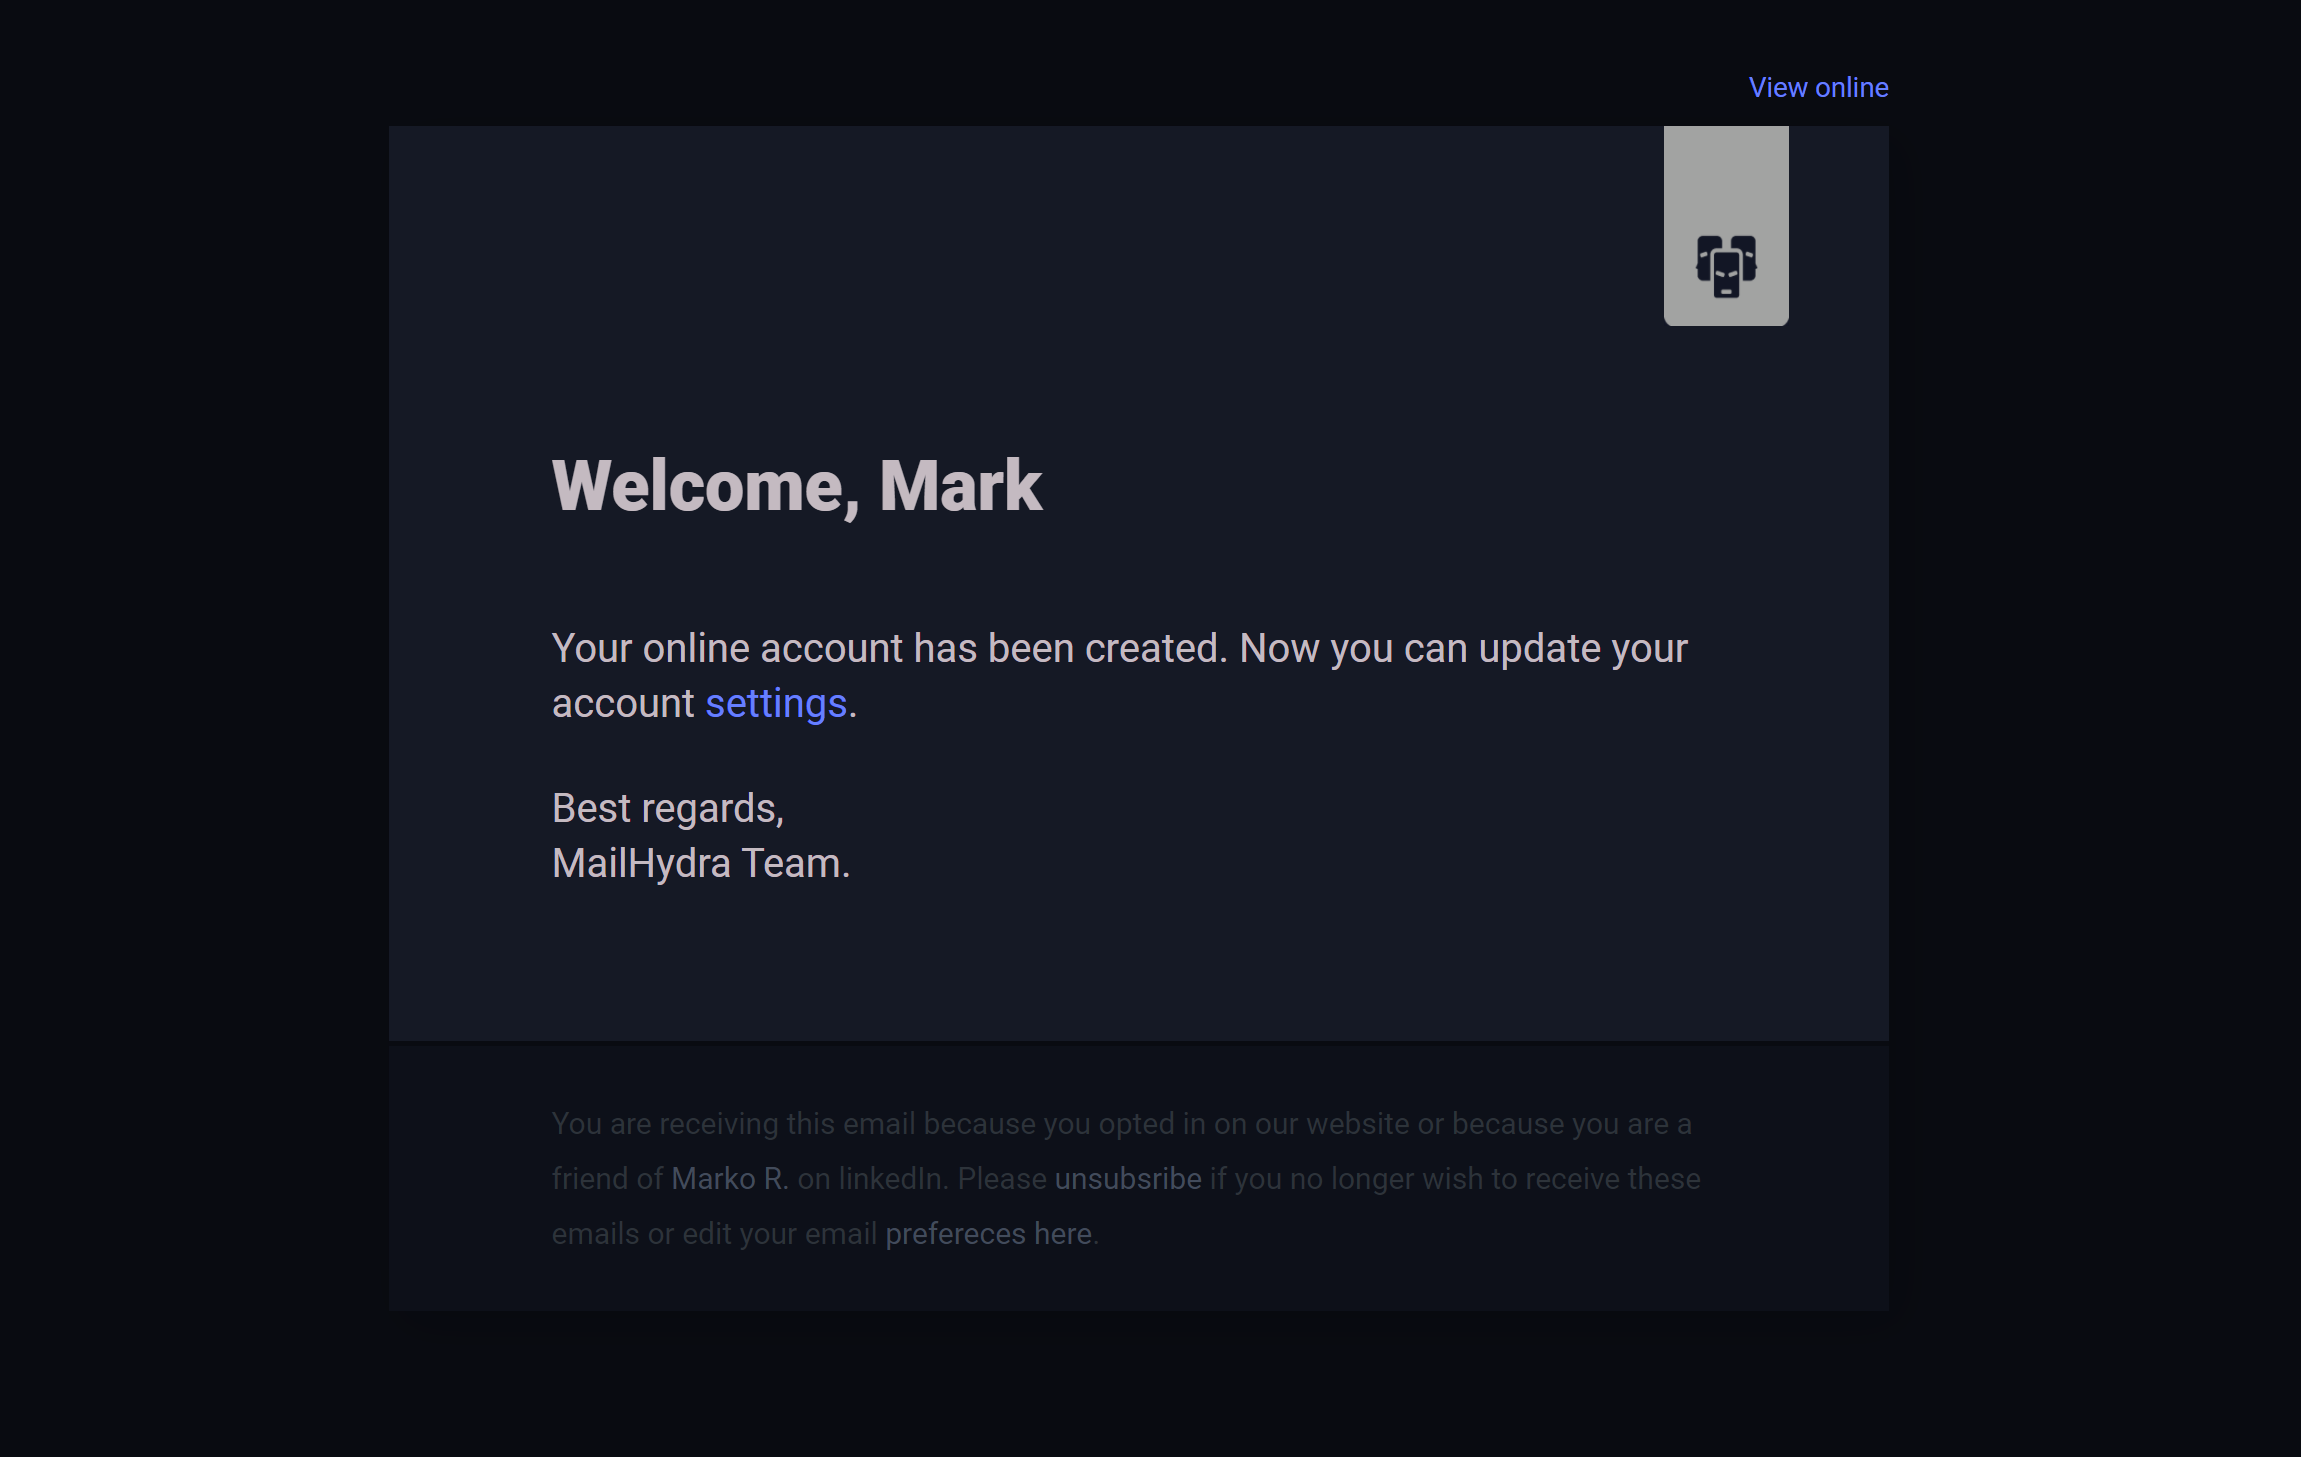 View online
Welcome, Mark
Your online account has been created. Now you can update your
account settings.
Best regards,
MailHydra Team.
You are receiving this email because you opted in on our website or because you are a
friend of Marko R. on linkedIn. Please unsubsribe if you no longer wish to receive these
emails or edit your email prefereces here.